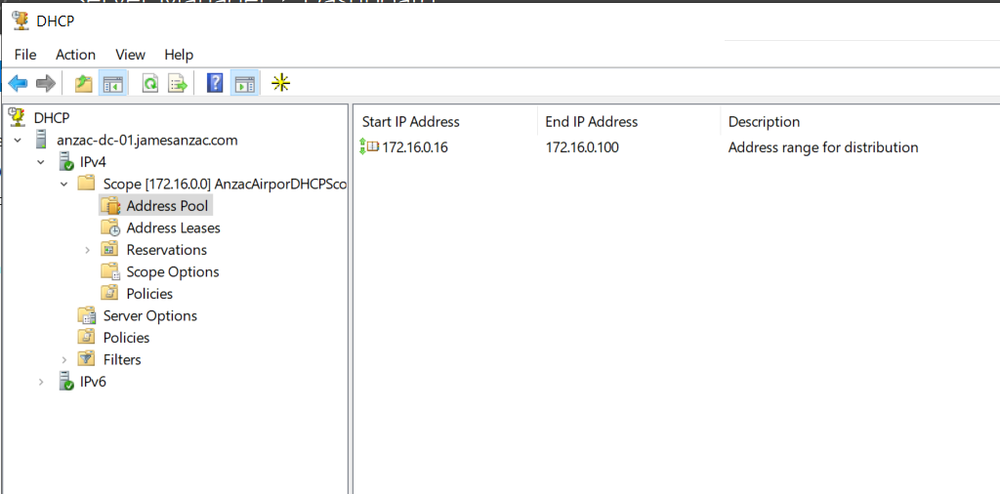 DHCP
File Action View Help
DHCP
anzac-dc-01.jamesanzac.com
IPv4
Scope [172.16.0.0] AnzacAirporDHCPSco
Address Pool
Address Leases
Reservations
Scope Options
Policies
Server Options
Policies
Filters
IPv6
Start IP Address End IP Address Description
172.16.0.16 172.16.0.100 Address range for distribution